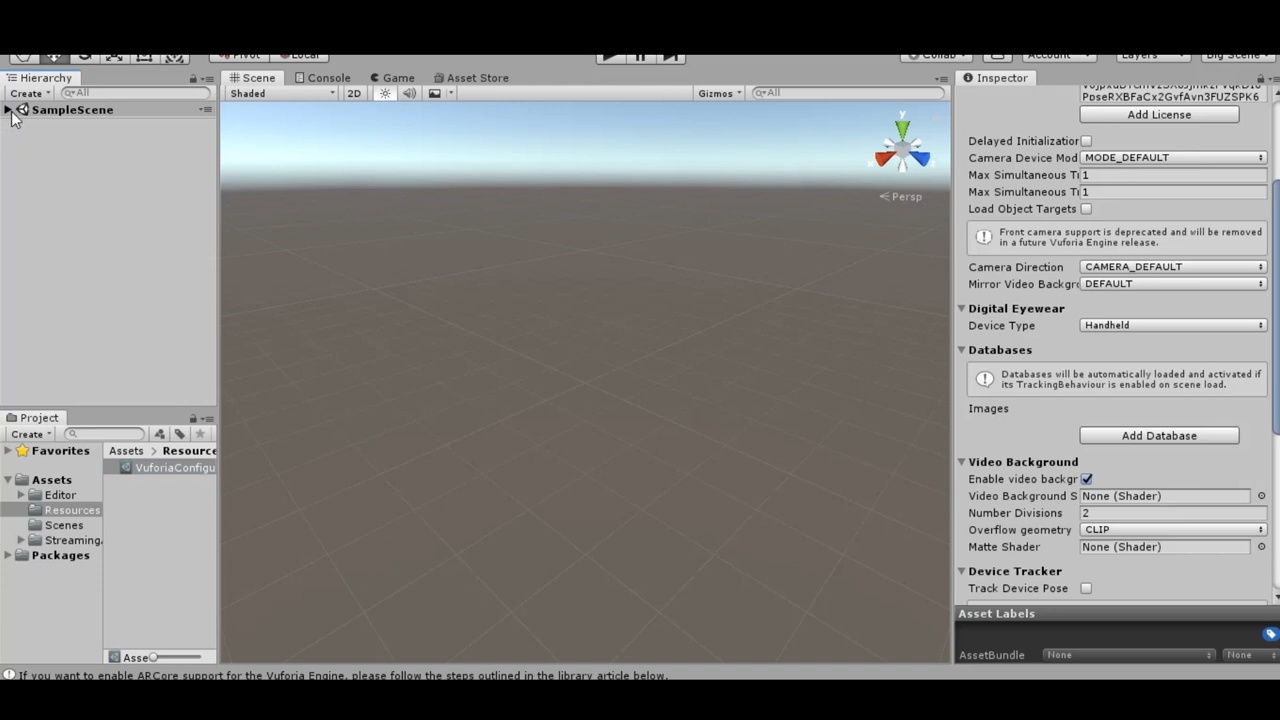 Pivot Local Collab Account Layers Big Scene
Hierarchy
Create All
SampleScene
Scene Console Game Asset Store
Shaded 2D Gizmos All
y
Persp
Project
Create
Favorites
Assets
Editor
Resources
Scenes
Streaming
Packages
Assets Resource
VuforiaConfigu
Asse
Inspector
PbseRXBFaCx2GvfAvn3FUZSPK6
Add License
Delayed Initialization
Camera Device Mod MODE_DEFAULT
Max Simultaneous Tr 1
Max Simultaneous Tr 1
Load Object Targets
Front camera support is deprecated and will be removed
in a future Vuforia Engine release.
Camera Direction CAMERA_DEFAULT
Mirror Video Backgrc DEFAULT
Digital Eyewear
Device Type Handheld
Databases
Databases will be automatically loaded and activated if
its TrackingBehaviour is enabled on scene load.
Images
Add Database
Video Background
Enable video backgr
Video Background S None (Shader)
Number Divisions 2
Overflow geometry CLIP
Matte Shader None (Shader)
Device Tracker
Track Device Pose
Asset Labels
AssetBundle None None
If you want to enable ARCore support for the Vuforia Engine, please follow the steps outlined in the library article below.